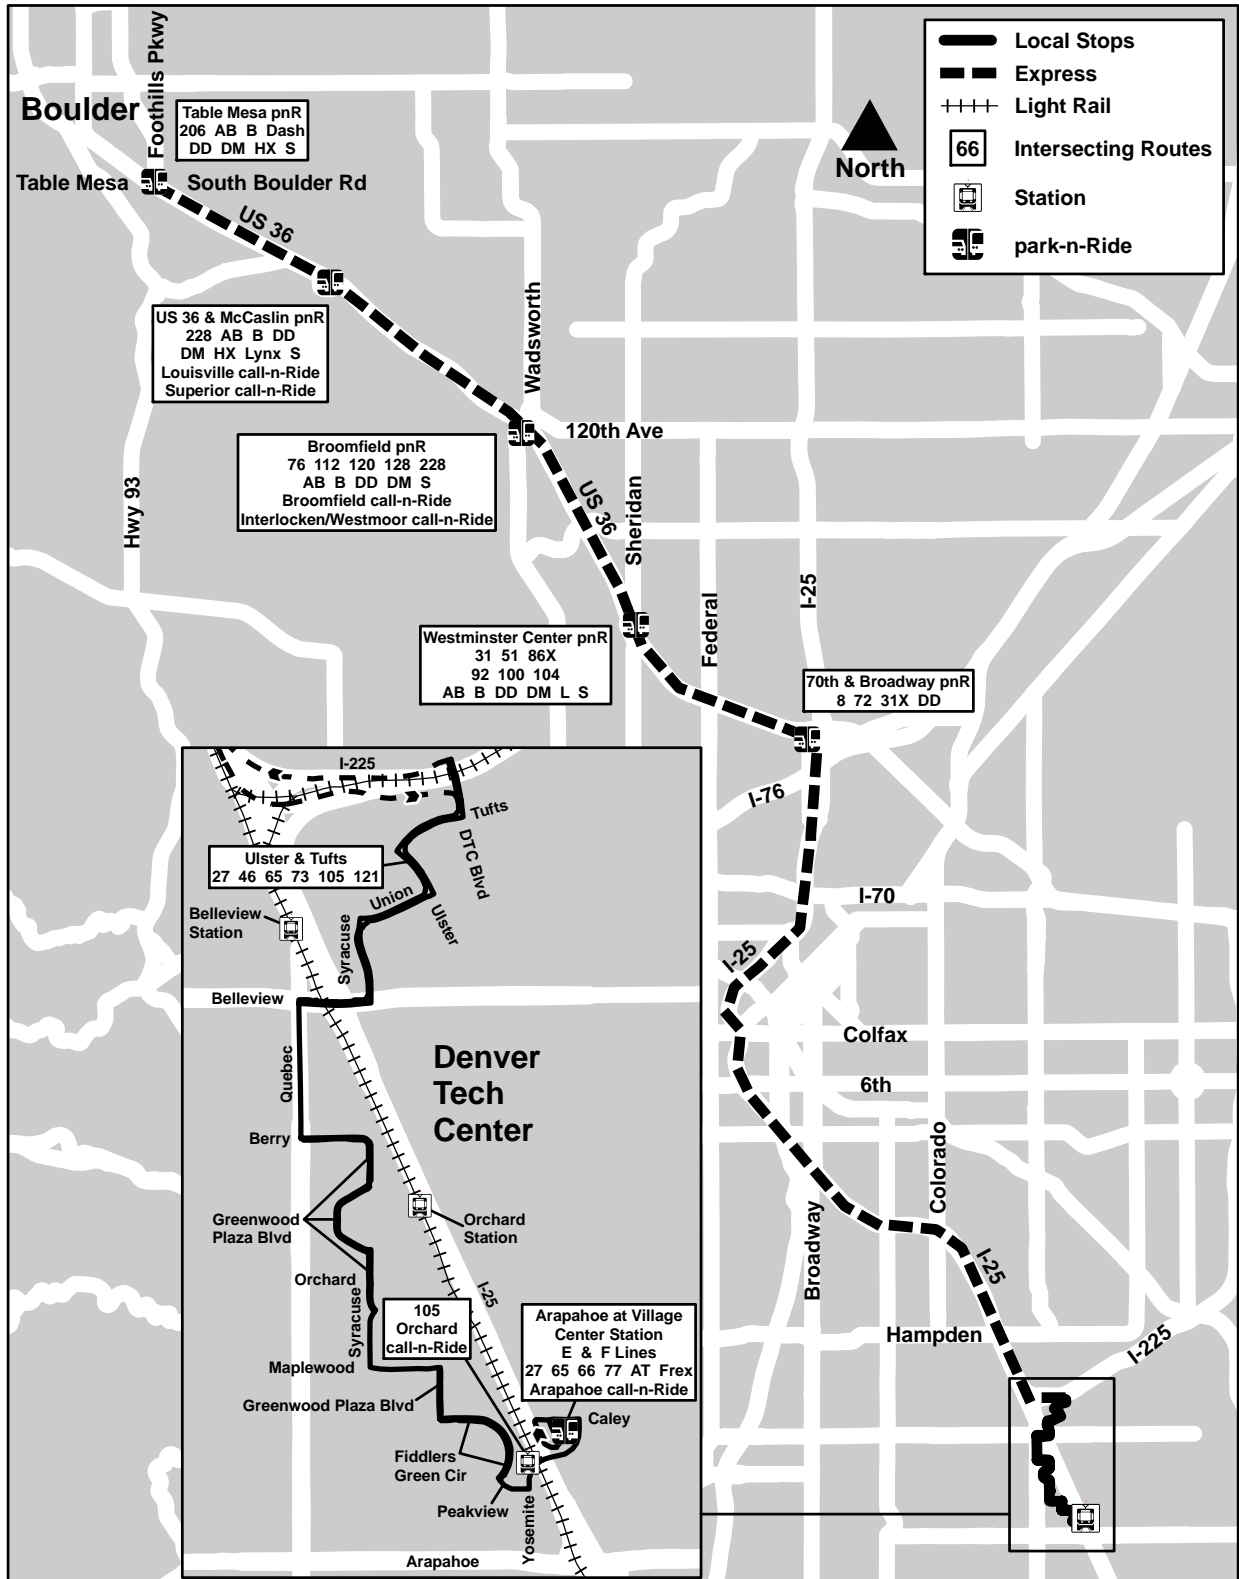 Foothills Pkwy
Boulder
Table Mesa pnR
206 AB B Dash
DD DM HX S
Table Mesa
South Boulder Rd
US 36
Local Stops
Express
Light Rail
66
Intersecting Routes
Station
park-n-Ride
North
US 36 & McCaslin pnR
228 AB B DD
DM HX Lynx S
Louisville call-n-Ride
Superior call-n-Ride
Wadsworth
120th Ave
Broomfield pnR
76 112 120 128 228
AB B DD DM S
Broomfield call-n-Ride
Interlocken/Westmoor call-n-Ride
Hwy 93
US 36
Sheridan
Federal
I-25
Westminster Center pnR
31 51 86X
92 100 104
AB B DD DM L S
70th & Broadway pnR
8 72 31X DD
I-76
I-70
I-25
Colfax
6th
Colorado
Broadway
I-25
Hampden
I-225
I-225
Tufts
DTC Blvd
Ulster & Tufts
27 46 65 73 105 121
Union
Ulster
Belleview
Station
Syracuse
Belleview
Quebec
Denver
Tech
Center
Berry
Greenwood
Plaza Blvd
Orchard
Station
Orchard
I-25
Syracuse
105
Orchard
call-n-Ride
Arapahoe at Village
Center Station
E & F Lines
27 65 66 77 AT Frex
Arapahoe call-n-Ride
Maplewood
Greenwood Plaza Blvd
Caley
Fiddlers
Green Cir
Peakview
Yosemite
Arapahoe